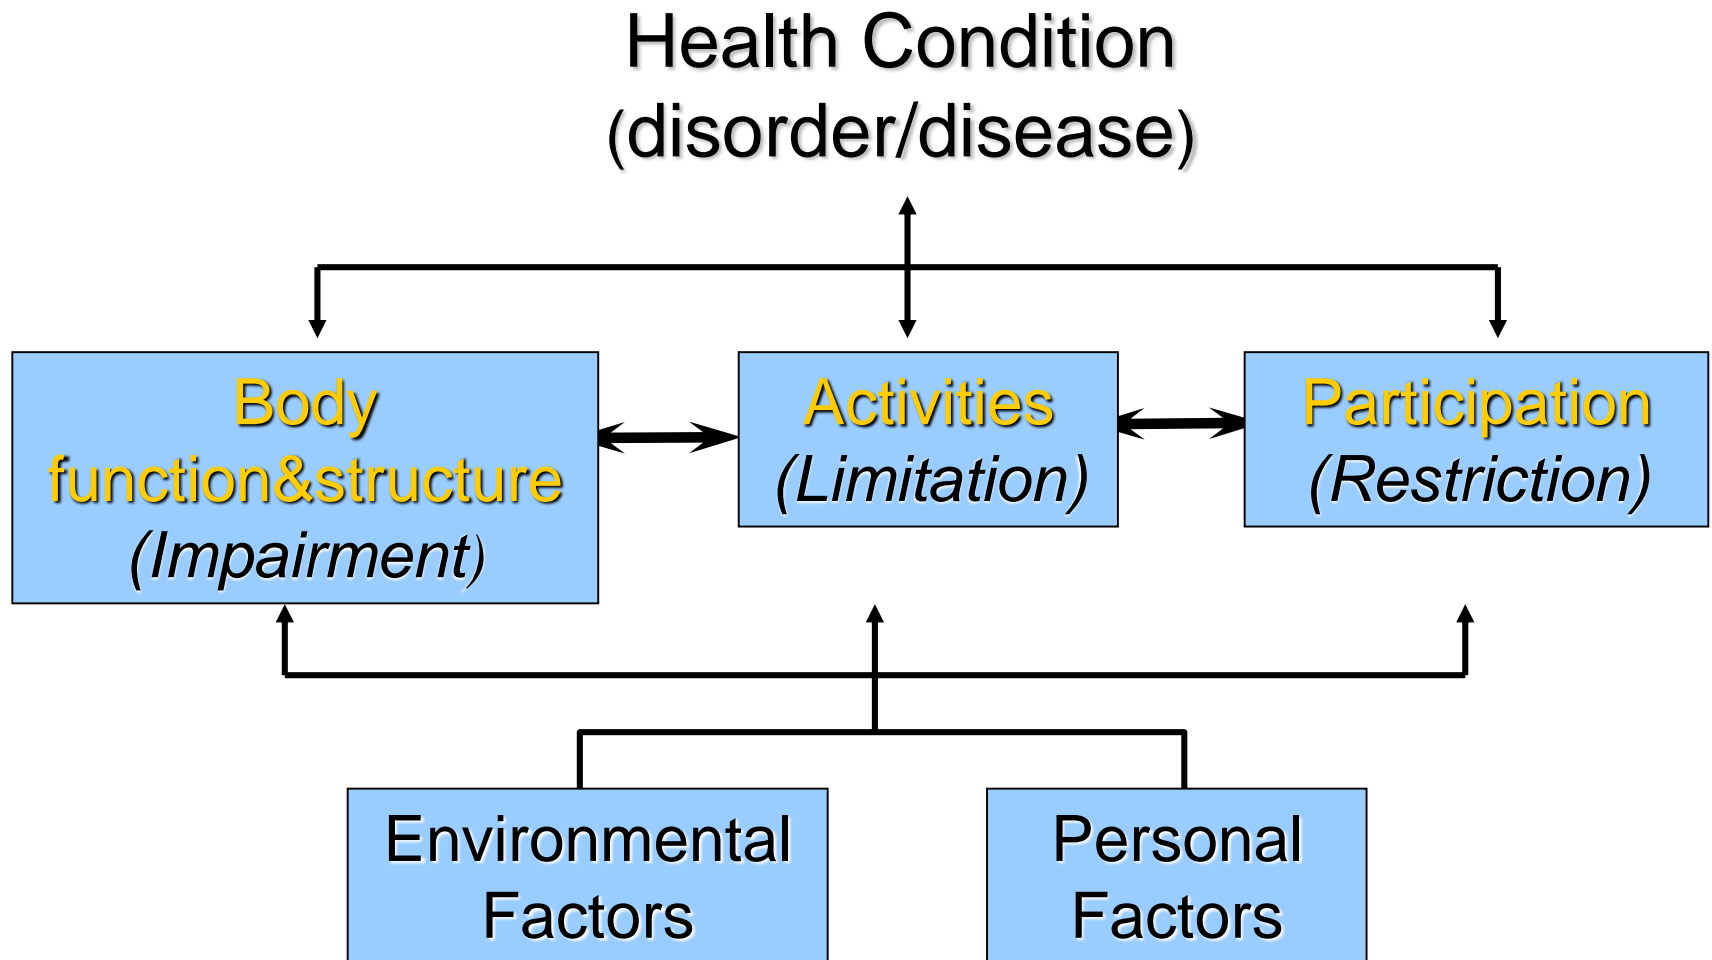 Health Condition
(disorder/disease)
Body
function&structure
(Impairment)
Activities
(Limitation)
Participation
(Restriction)
Environmental
Factors
Personal
Factors